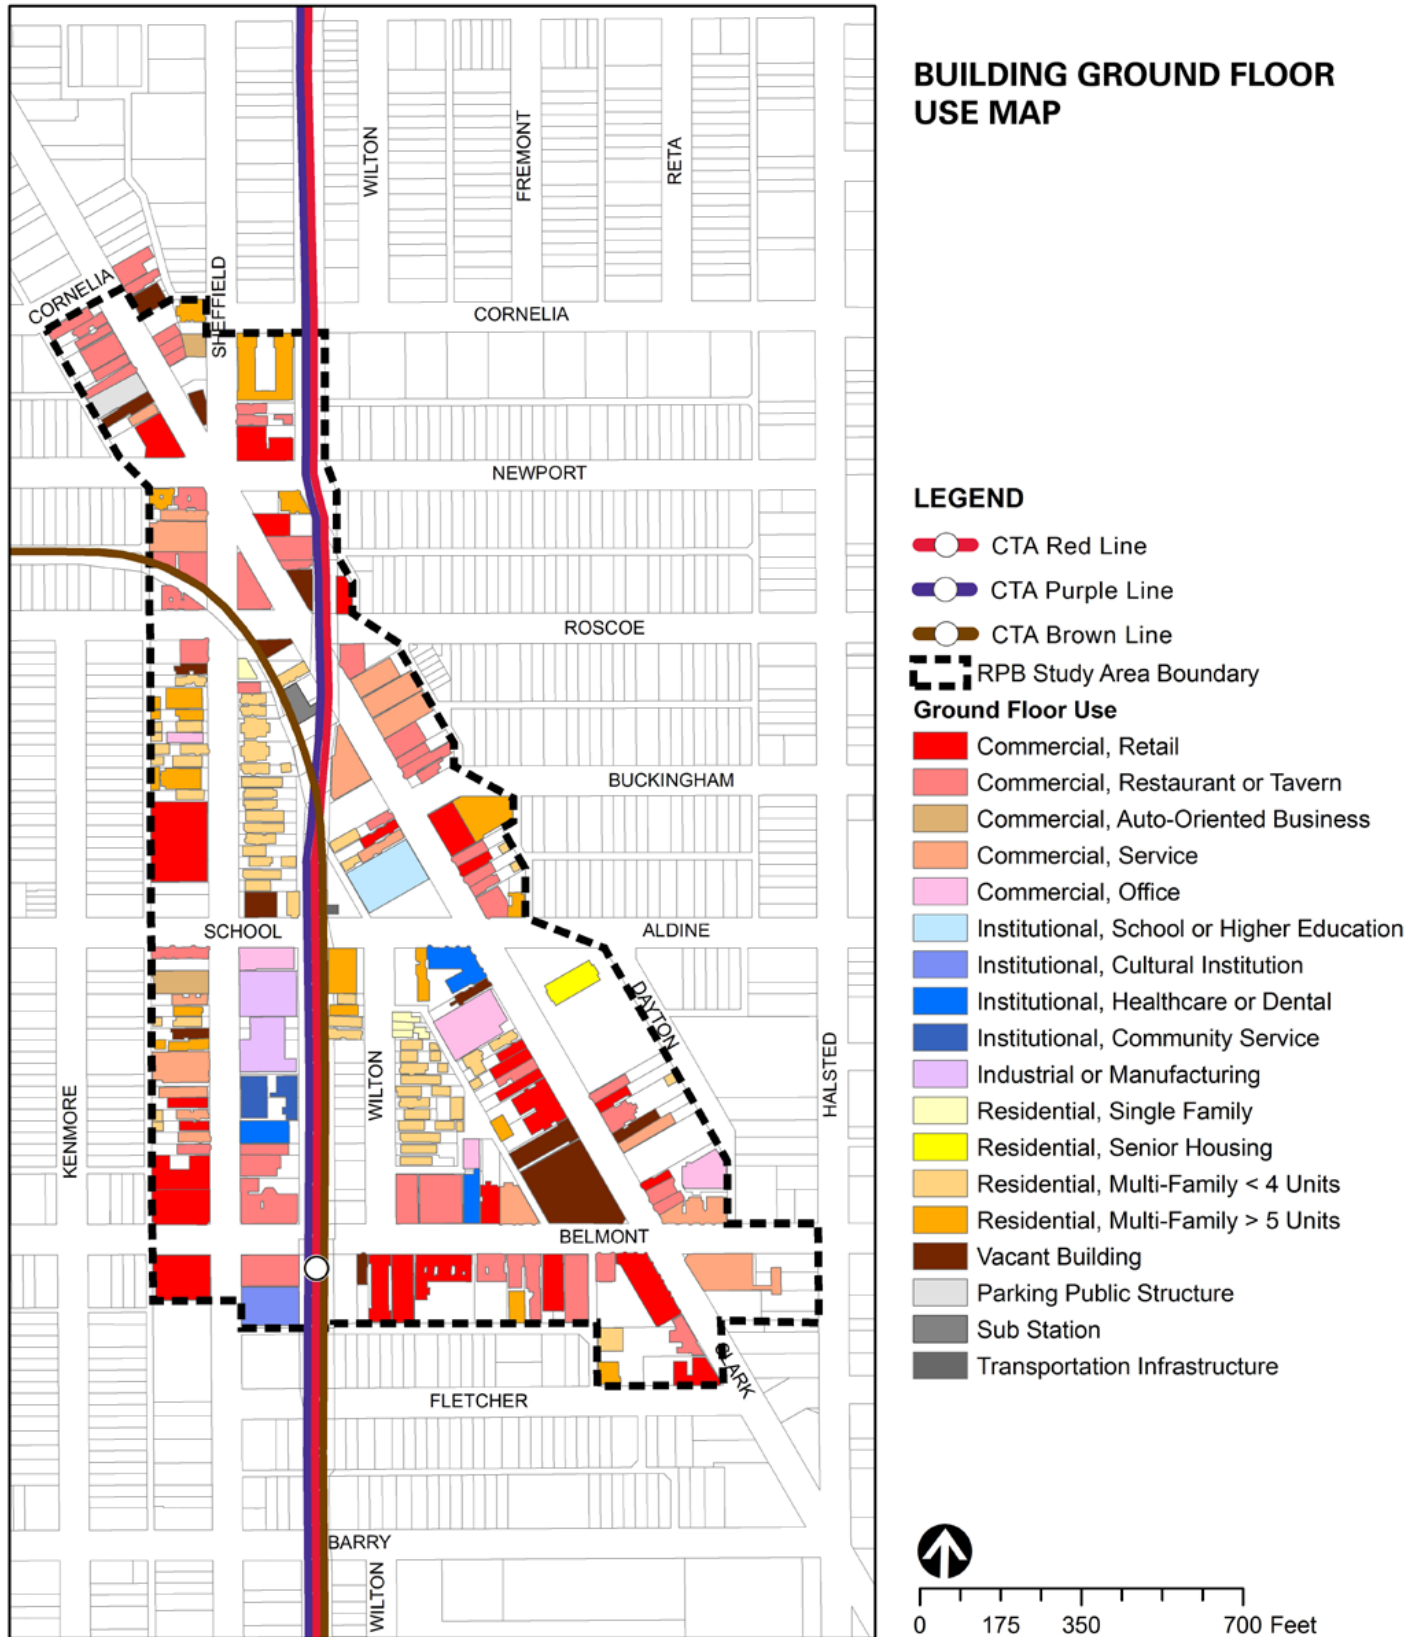 BUILDING GROUND FLOOR
USE MAP
WILTON
FREMONT
RETA
CORNELIA
SHEFFIELD
CORNELIA
NEWPORT
ROSCOE
BUCKINGHAM
SCHOOL
ALDINE
DAYTON
HALSTED
WILTON
KENMORE
BELMONT
CLARK
FLETCHER
BARRY
WILTON
LEGEND
CTA Red Line
CTA Purple Line
CTA Brown Line
RPB Study Area Boundary
Ground Floor Use
Commercial, Retail
Commercial, Restaurant or Tavern
Commercial, Auto-Oriented Business
Commercial, Service
Commercial, Office
Institutional, School or Higher Education
Institutional, Cultural Institution
Institutional, Healthcare or Dental
Institutional, Community Service
Industrial or Manufacturing
Residential, Single Family
Residential, Senior Housing
Residential, Multi-Family < 4 Units
Residential, Multi-Family > 5 Units
Vacant Building
Parking Public Structure
Sub Station
Transportation Infrastructure
0 175 350 700 Feet